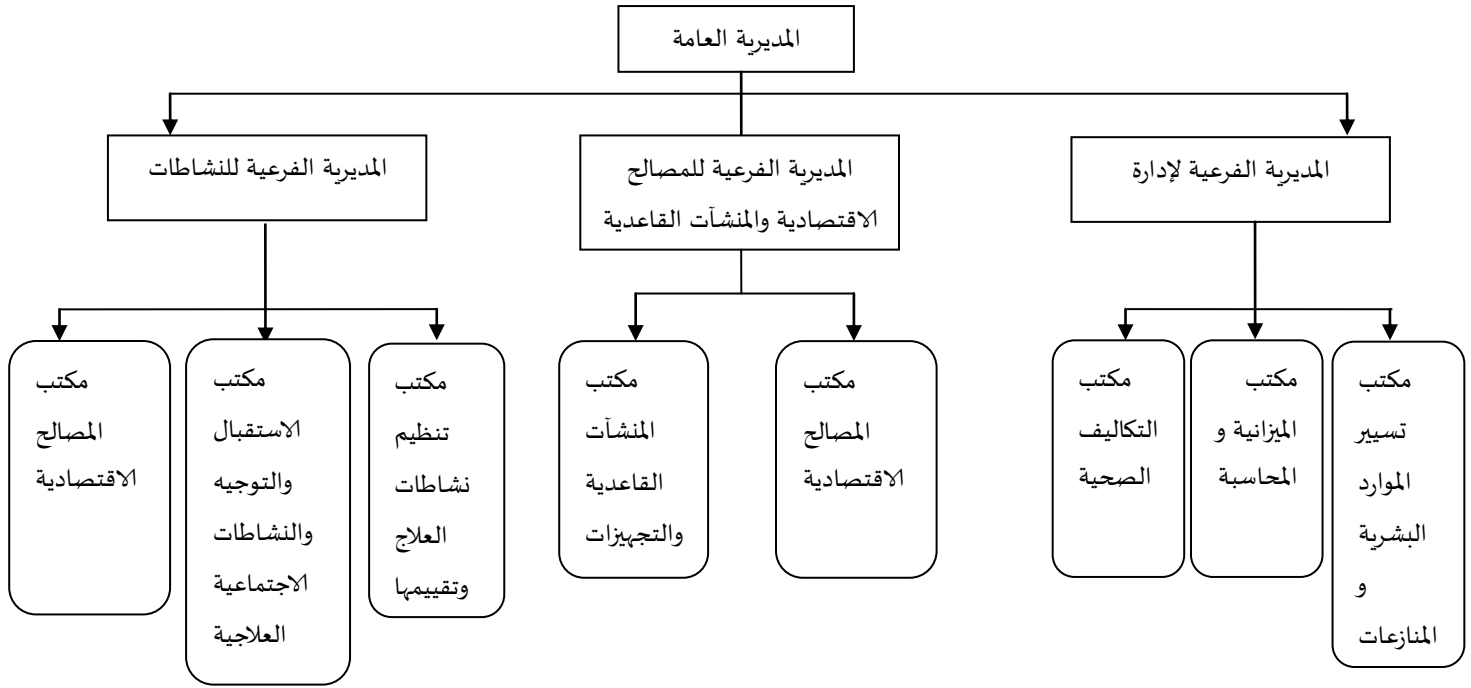 المديرية العامة
المديرية الفرعية لإدارة
المديرية الفرعية للمصالح
الاقتصادية والمنشآت القاعدية
المديرية الفرعية للنشاطات
مكتب
تسيير
الموارد
البشرية
و
المنازعات
مكتب
الميزانية و
المحاسبة
مكتب
التكاليف
الصحية
مكتب
المصالح
الاقتصادية
مكتب
المنشآت
القاعدية
والتجهيزات
مكتب
تنظيم
نشاطات
العلاج
وتقييمها
مكتب
الاستقبال
والتوجيه
والنشاطات
الاجتماعية
العلاجية
مكتب
المصالح
الاقتصادية